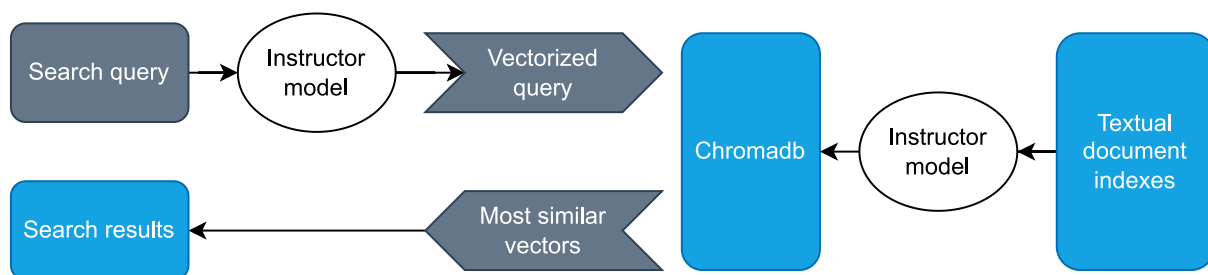 Search query
Instructor
model
Vectorized
query
Chromadb
Instructor
model
Textual
document
indexes
Search results
Most similar
vectors